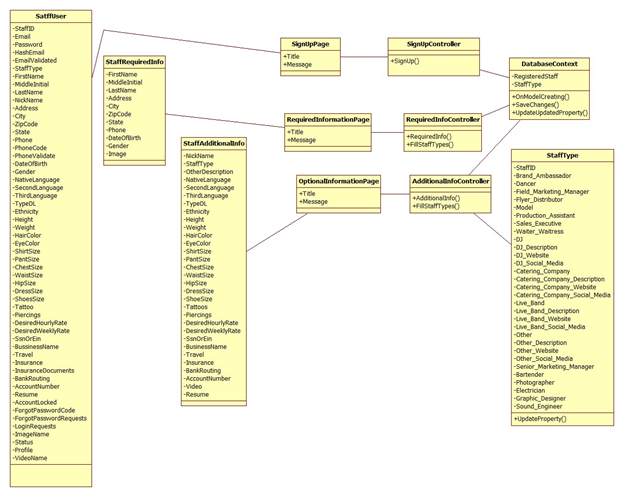 SatffUser
-StaffID
-Email
-Password
-HashEmail
-EmailValidated
-StaffType
-FirstName
-MiddleInitial
-LastName
-NickName
-Address
-City
-ZipCode
-State
-Phone
-PhoneCode
-PhoneValidate
-DateOfBirth
-Gender
-NativeLanguage
-SecondLanguage
-ThirdLanguage
-TypeDL
-Ethnicity
-Height
-Weight
-HairColor
-EyeColor
-ShirtSize
-PantSize
-ChestSize
-WaistSize
-HipSize
-DressSize
-ShoesSize
-Tattoo
-Piercings
-DesiredHourlyRate
-DesiredWeeklyRate
-SsnOrEin
-BussinessName
-Travel
-Insurance
-InsuranceDocuments
-BankRouting
-AccountNumber
-Resume
-AccountLocked
-ForgotPasswordCode
-ForgotPasswordRequests
-LoginRequests
-ImageName
-Status
-Profile
-VideoName
StaffRequiredInfo
-FirstName
-MiddleInitial
-LastName
-Address
-City
-ZipCode
-State
-Phone
-DateOfBirth
-Gender
-Image
StaffAdditionalInfo
-NickName
-StaffType
-OtherDescription
-NativeLanguage
-SecondLanguage
-ThirdLanguage
-TypeDL
-Ethnicity
-Height
-Weight
-HairColor
-EyeColor
-ShirtSize
-PantSize
-ChestSize
-WaistSize
-HipSize
-DressSize
-ShoeSize
-Tattoos
-Piercings
-DesiredHourlyRate
-DesiredWeeklyRate
-SsnOrEin
-BusinessName
-Travel
-Insurance
-BankRouting
-AccountNumber
-Video
-Resume
SignUpPage
+Title
+Message
SignUpController
+SignUp()
RequiredInformationPage
+Title
+Message
RequiredInfoController
+RequiredInfo()
+FillStaffTypes()
OptionalInformationPage
+Title
+Message
AdditionalInfoController
+AdditionalInfo()
+FillStaffTypes()
DatabaseContext
-RegisteredStaff
-StaffType
+OnModelCreating()
+SaveChanges()
+UpdateUpdatedProperty()
StaffType
-StaffID
-Brand_Ambassador
-Dancer
-Field_Marketing_Manager
-Flyer_Distributor
-Model
-Production_Assistant
-Sales_Executive
-Waiter_Waitress
-DJ
-DJ_Description
-DJ_Website
-DJ_Social_Media
-Catering_Company
-Catering_Company_Description
-Catering_Company_Website
-Catering_Company_Social_Media
-Live_Band
-Live_Band_Description
-Live_Band_Website
-Live_Band_Social_Media
-Other
-Other_Description
-Other_Website
-Other_Social_Media
-Senior_Marketing_Manager
-Bartender
-Photographer
-Electrician
-Graphic_Designer
-Sound_Engineer
+UpdateProperty()